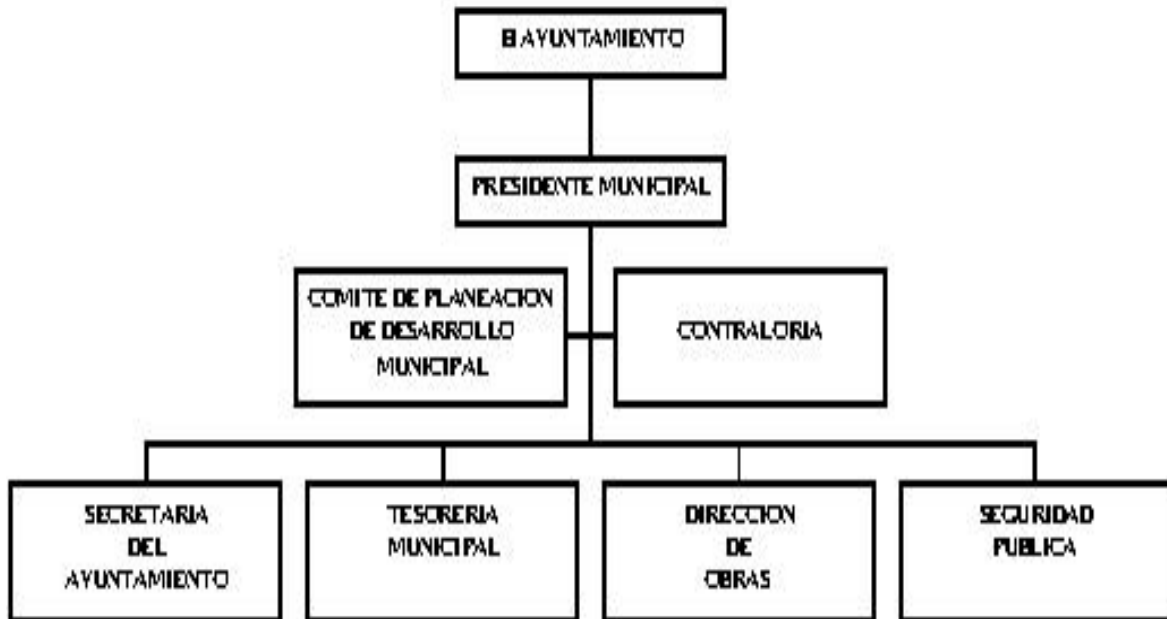 El AYUNTAMIENTO
PRESIDENTE MUNICIPAL
COMITE DE PLANEACION
DE DESARROLLO
MUNICIPAL
CONTRALORIA
SECRETARIA
DEL
AYUNTAMIENTO
TESORERIA
MUNICIPAL
DIRECCION
DE
OBRAS
SEGURIDAD
PUBLICA